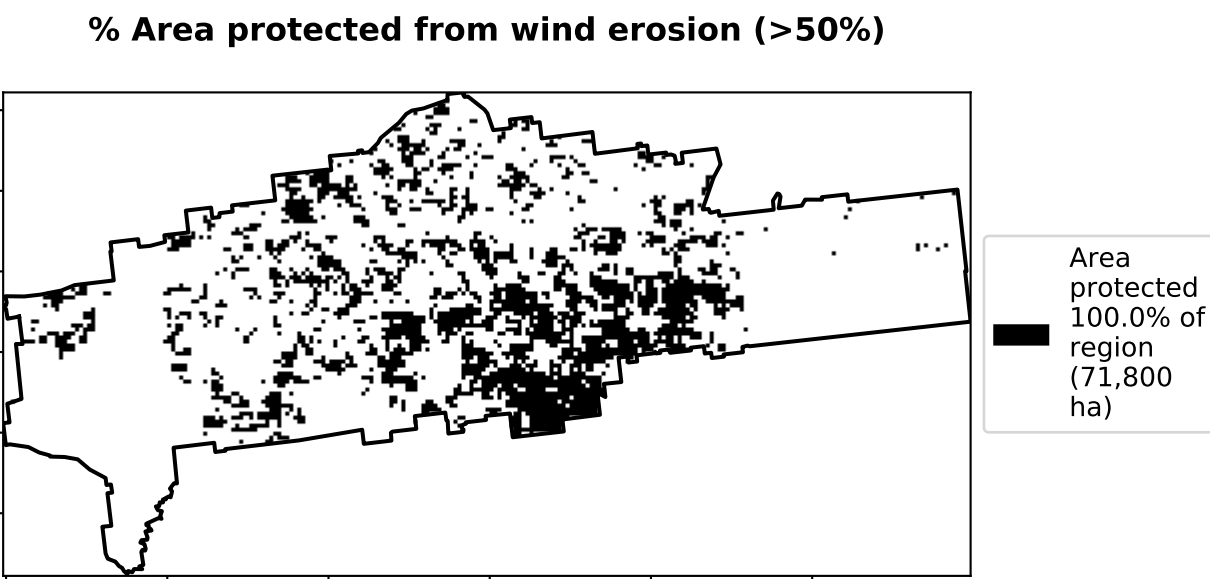 % Area protected from wind erosion (>50%)
Area
protected
100.0% of
region
(71,800
ha)